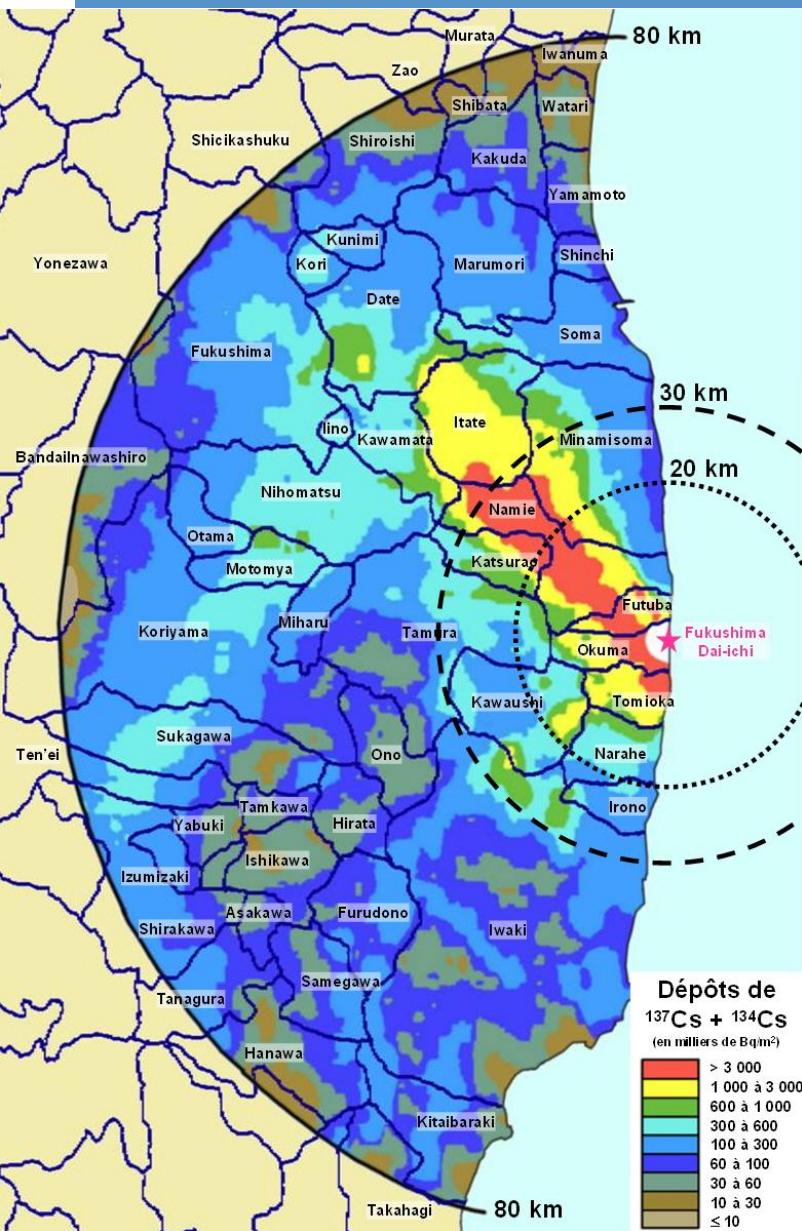 Murata
80 km
Iwanuma
Zao
Shibata
Watari
Shicikashuku
Shiroishi
Kakuda
Yamamoto
Kunimi
Shinchi
Yonezawa
Kori
Marumori
Date
Soma
Fukushima
30 km
Itate
Iino
Kawamata
Minamisoma
Bandailnawashiro
20 km
Nihomatsu
Namie
Otama
Katsurao
Motomya
Futuba
Miharu
Koriyama
Tamura
Fukushima
Dai-ichi
Okuma
Kawaushi
Tomioka
Sukagawa
Ten'ei
Ono
Narahe
Tamkawa
Irono
Yabuki
Hirata
Ishikawa
Izumizaki
Asakawa
Furudono
Shirakawa
Iwaki
Samegawa
Tanagura
Hanawa
Kitaibaraki
Takahagi
80 km
Dépôts de
¹³⁷Cs + ¹³⁴Cs
(en milliers de Bq/m²)
> 3 000
1 000 à 3 000
600 à 1 000
300 à 600
100 à 300
60 à 100
30 à 60
10 à 30
≤ 10